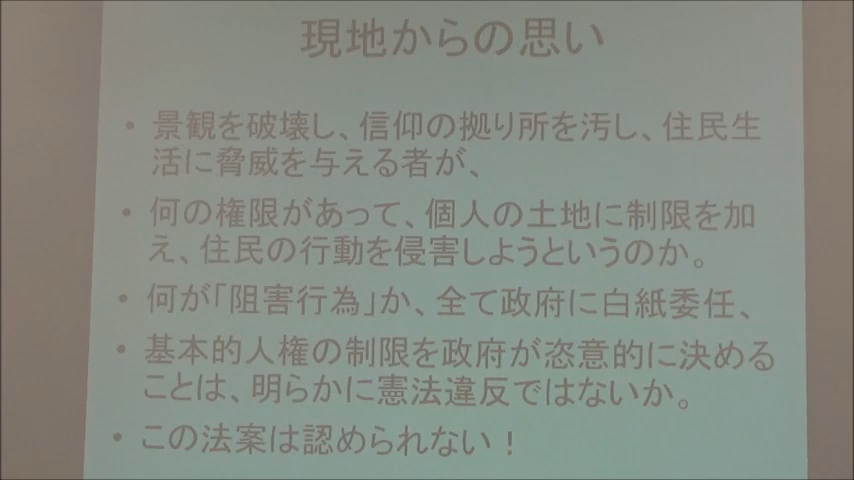 現地からの思い
• 景観を破壊し、信仰の拠り所を汚し、住民生
活に脅威を与える者が、
• 何の権限があって、個人の土地に制限を加
え、住民の行動を侵害しようというのか。
• 何が「阻害行為」か、全て政府に白紙委任、
• 基本的人権の制限を政府が恣意的に決める
ことは、明らかに憲法違反ではないか。
• この法案は認められない！